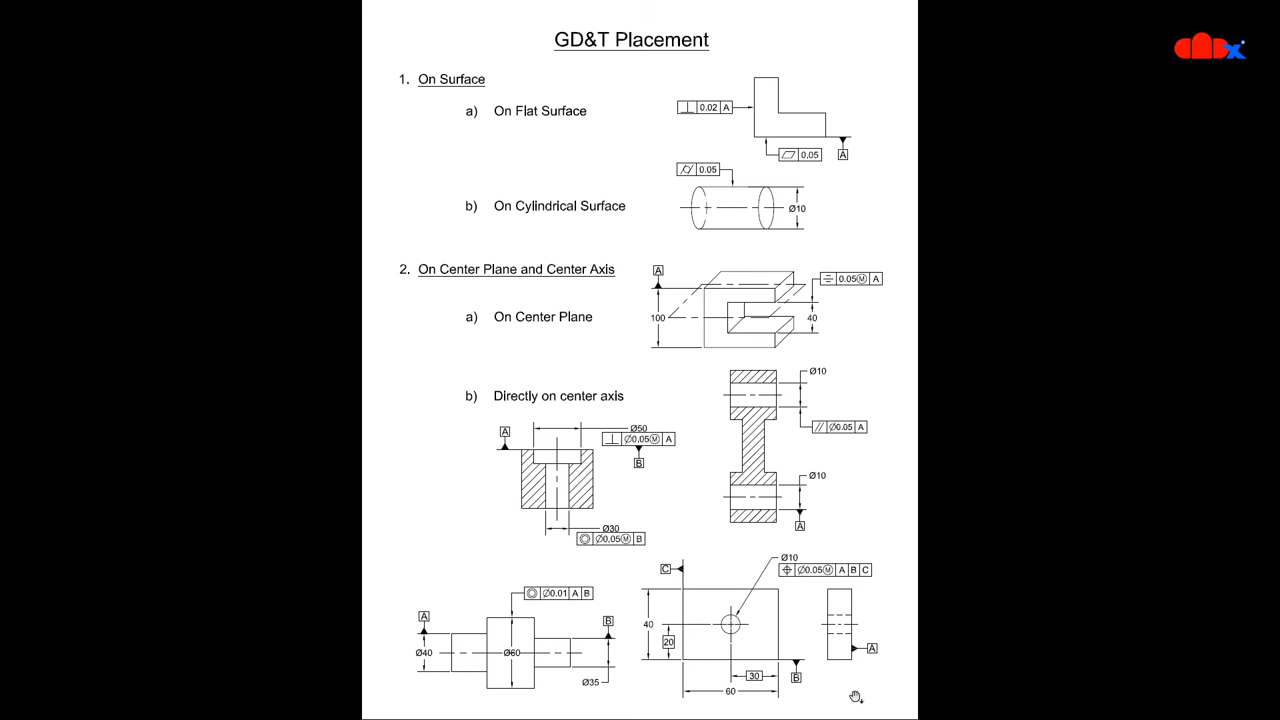 GD&T Placement
1. On Surface
a) On Flat Surface
⊥ 0.02 A
⏥ 0.05
A
⌭ 0.05
b) On Cylindrical Surface
Ø10
2. On Center Plane and Center Axis
A
⌯ 0.05Ⓜ A
a) On Center Plane
100
40
Ø10
b) Directly on center axis
// Ø0.05 A
A
Ø50
⊥ Ø0.05Ⓜ A
B
Ø10
A
Ø30
◎ Ø0.05Ⓜ B
Ø10
C
⌖ Ø0.05Ⓜ A B C
◎ Ø0.01 A B
A
B
40
20
Ø40
Ø60
A
Ø35
30
B
60